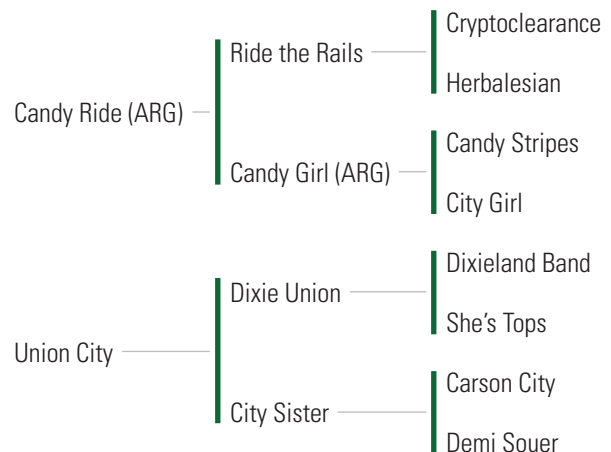 Cryptoclearance
Ride the Rails
Herbalesian
Candy Ride (ARG)
Candy Stripes
Candy Girl (ARG)
City Girl
Dixieland Band
Dixie Union
She's Tops
Union City
Carson City
City Sister
Demi Souer